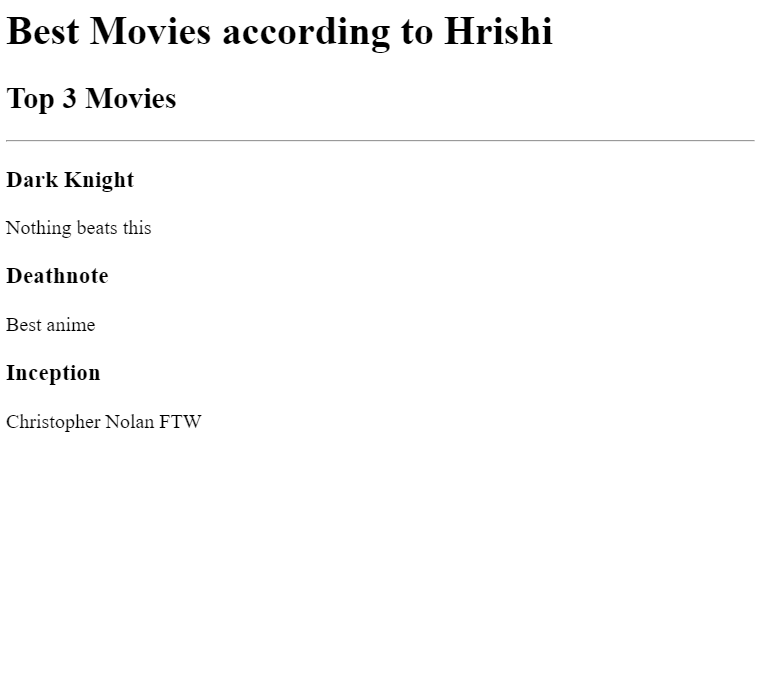 Best Movies according to Hrishi
Top 3 Movies
Dark Knight
Nothing beats this
Deathnote
Best anime
Inception
Christopher Nolan FTW